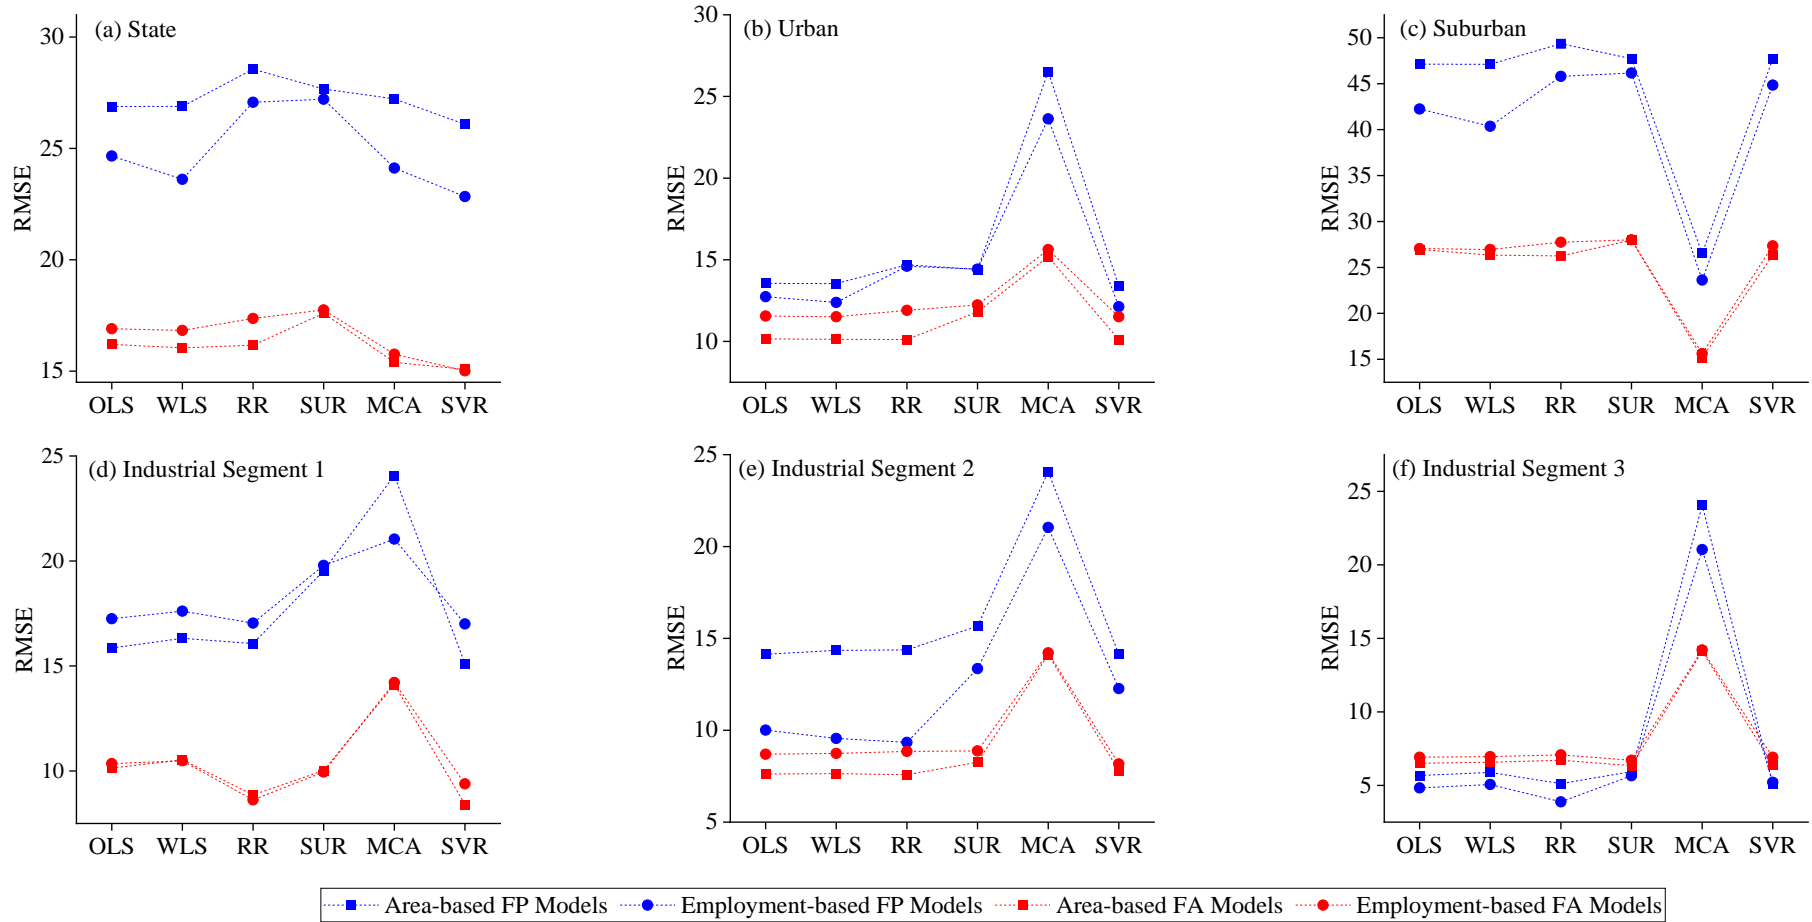 (a) State
30
25
20
15
RMSE
OLS WLS RR SUR MCA SVR
(b) Urban
30
25
20
15
10
RMSE
OLS WLS RR SUR MCA SVR
(c) Suburban
50
45
40
35
30
25
20
15
RMSE
OLS WLS RR SUR MCA SVR
(d) Industrial Segment 1
25
20
15
10
RMSE
OLS WLS RR SUR MCA SVR
(e) Industrial Segment 2
25
20
15
10
5
RMSE
OLS WLS RR SUR MCA SVR
(f) Industrial Segment 3
25
20
15
10
5
RMSE
OLS WLS RR SUR MCA SVR
Area-based FP Models Employment-based FP Models Area-based FA Models Employment-based FA Models